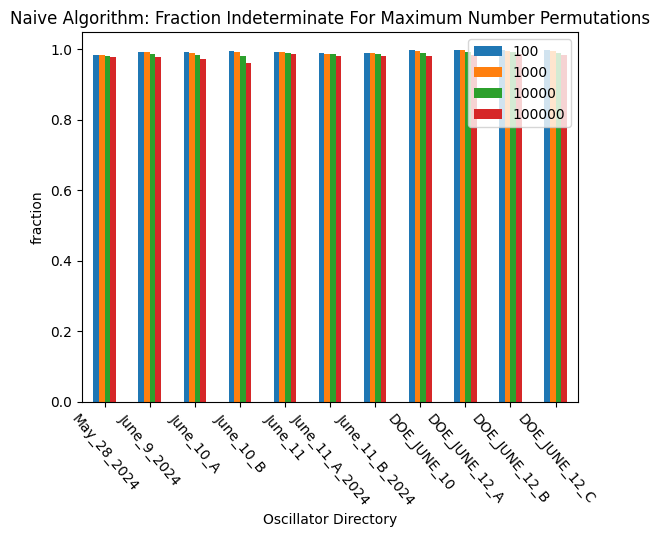 Naive Algorithm: Fraction Indeterminate For Maximum Number Permutations
1.0
0.8
0.6
0.4
0.2
0.0
fraction
100
1000
10000
100000
May_28_2024
June_9_2024
June_10_A
June_10_B
June_11
June_11_A_2024
June_11_B_2024
DOE_JUNE_10
DOE_JUNE_12_A
DOE_JUNE_12_B
DOE_JUNE_12_C
Oscillator Directory